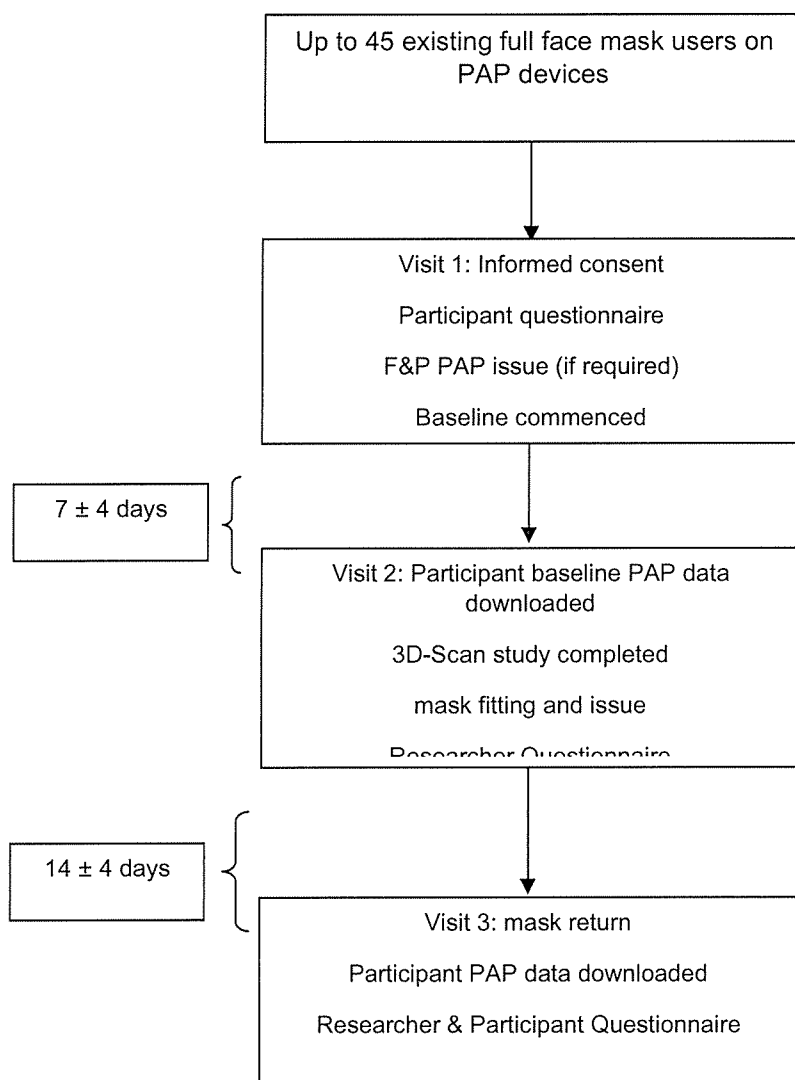 Up to 45 existing full face mask users on
PAP devices
Visit 1: Informed consent
Participant questionnaire
F&P PAP issue (if required)
Baseline commenced
7 ± 4 days
Visit 2: Participant baseline PAP data
downloaded
3D-Scan study completed
mask fitting and issue
Researcher Questionnaire
14 ± 4 days
Visit 3: mask return
Participant PAP data downloaded
Researcher & Participant Questionnaire